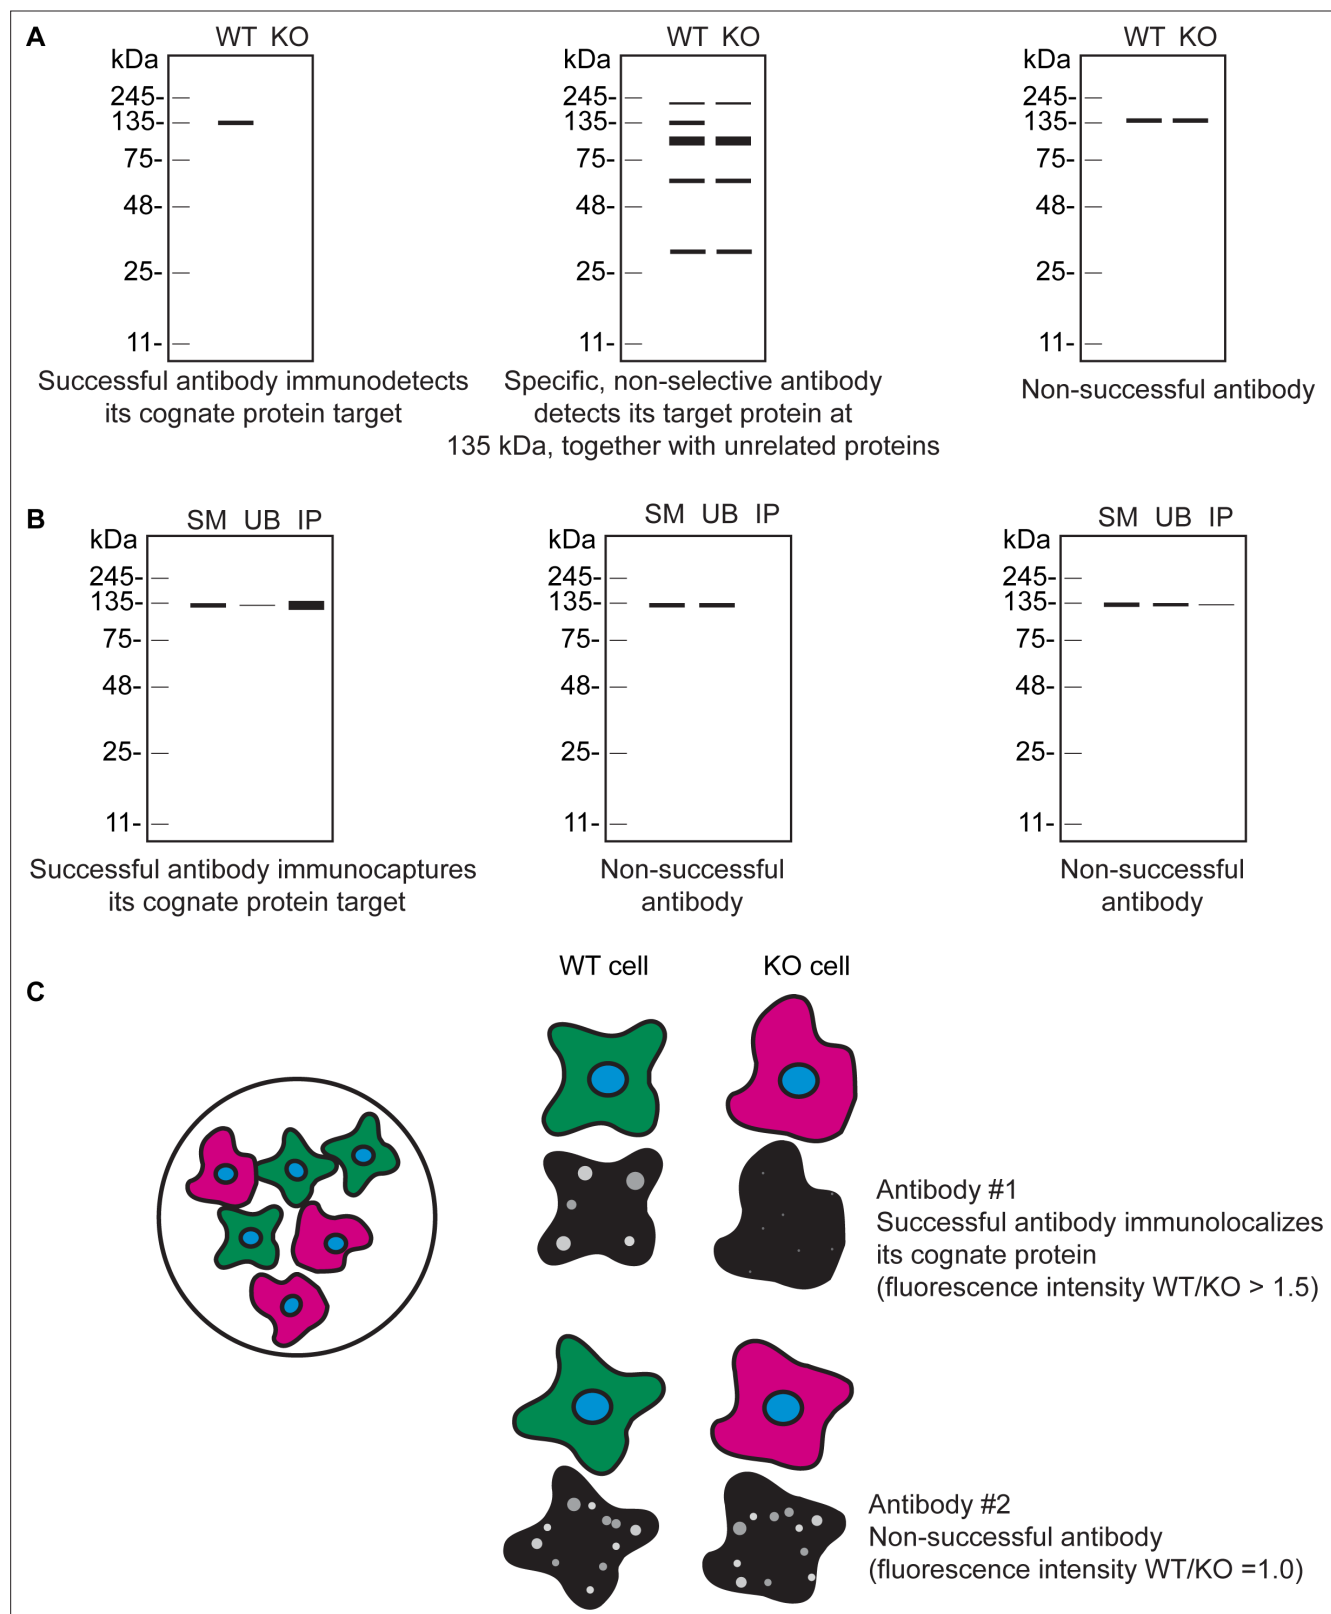 A
WT KO
kDa
245-
135-
75-
48-
25-
11-
Successful antibody immunodetects
its cognate protein target
WT KO
kDa
245-
135-
75-
48-
25-
11-
Specific, non-selective antibody
detects its target protein at
135 kDa, together with unrelated proteins
WT KO
kDa
245-
135-
75-
48-
25-
11-
Non-successful antibody
B
SM UB IP
kDa
245-
135-
75-
48-
25-
11-
Successful antibody immunocaptures
its cognate protein target
SM UB IP
kDa
245-
135-
75-
48-
25-
11-
Non-successful
antibody
SM UB IP
kDa
245-
135-
75-
48-
25-
11-
Non-successful
antibody
C
WT cell
KO cell
Antibody #1
Successful antibody immunolocalizes
its cognate protein
(fluorescence intensity WT/KO > 1.5)
Antibody #2
Non-successful antibody
(fluorescence intensity WT/KO =1.0)